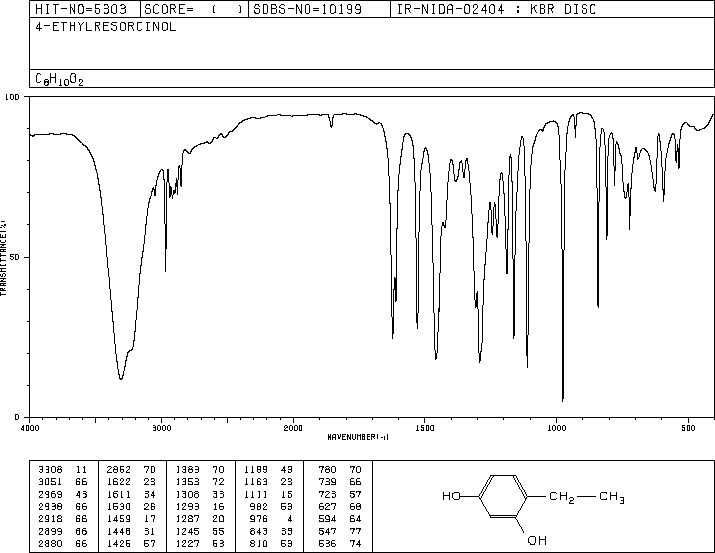 HIT-NO=5303 SCORE= ( ) SDBS-NO=10199 IR-NIDA-02404 : KBR DISC
4-ETHYLRESORCINOL
C8H10O2
100
TRANSMITTANCE(%)
50
0
4000 3000 2000 1500 1000 500
WAVENUMBER(-1)
3308 11 2862 70 1383 70 1189 43 780 70
3051 66 1622 23 1353 72 1163 23 739 66
2969 43 1611 34 1308 33 1111 15 723 57
2938 66 1530 26 1293 16 982 59 627 68
2918 66 1459 17 1287 20 976 4 594 64
2899 66 1448 31 1245 55 843 33 547 77
2880 66 1426 57 1227 53 810 53 536 74
HO CH2 CH3
OH